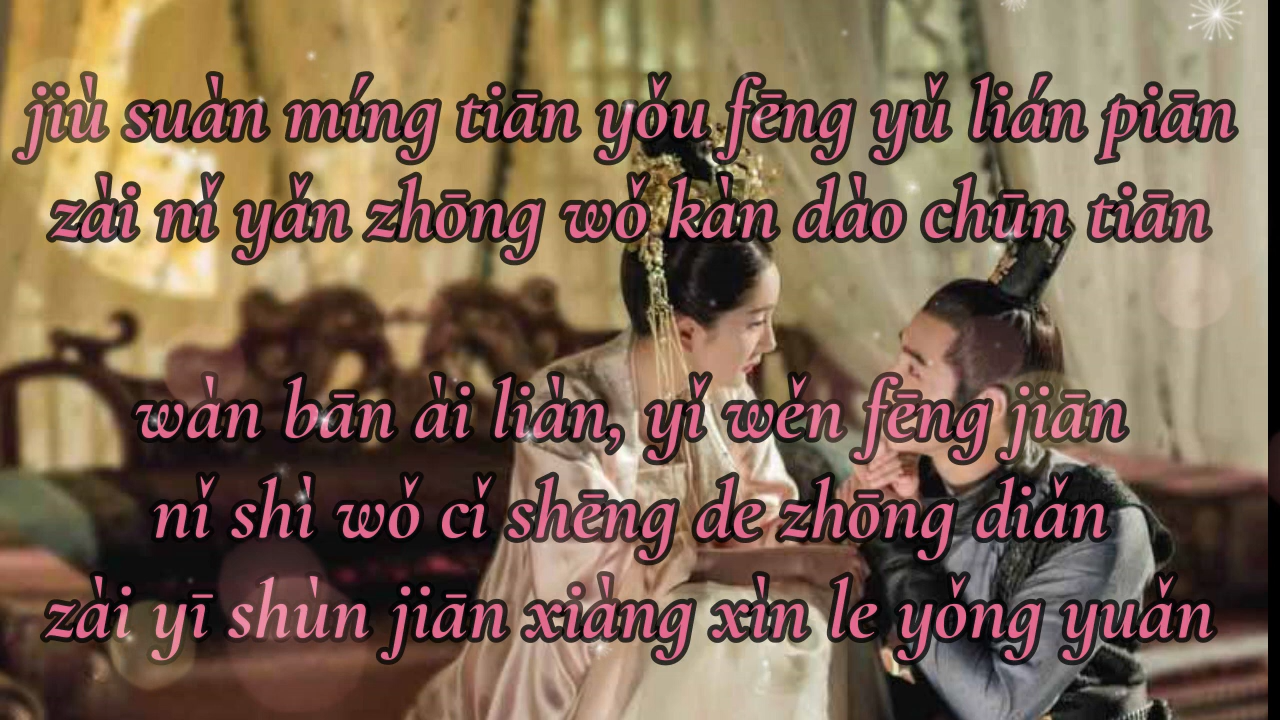 jiù suàn míng tiān yǒu fēng yǔ lián piān
zài nǐ yǎn zhōng wǒ kàn dào chūn tiān
wàn bān ài liàn, yǐ wěn fēng jiān
nǐ shì wǒ cǐ shēng de zhōng diǎn
zài yī shùn jiān xiàng xìn le yǒng yuǎn